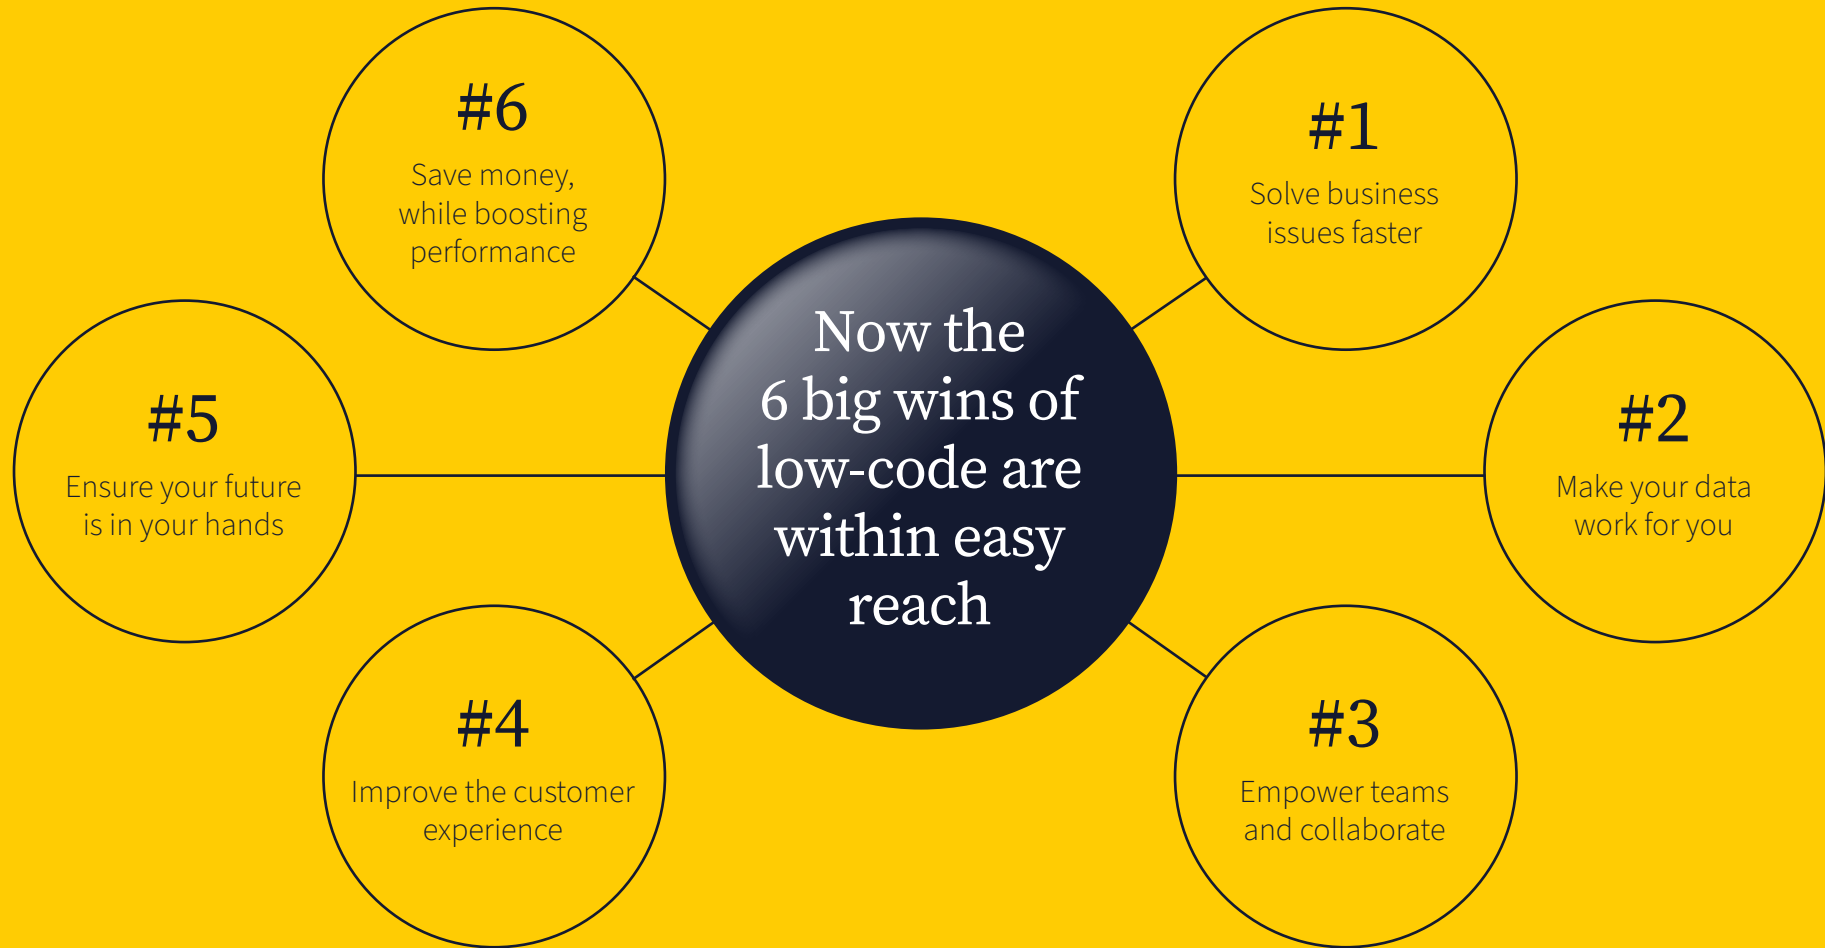 Now the
6 big wins of
low-code are
within easy
reach
#1
Solve business
issues faster
#2
Make your data
work for you
#3
Empower teams
and collaborate
#4
Improve the customer
experience
#5
Ensure your future
is in your hands
#6
Save money,
while boosting
performance